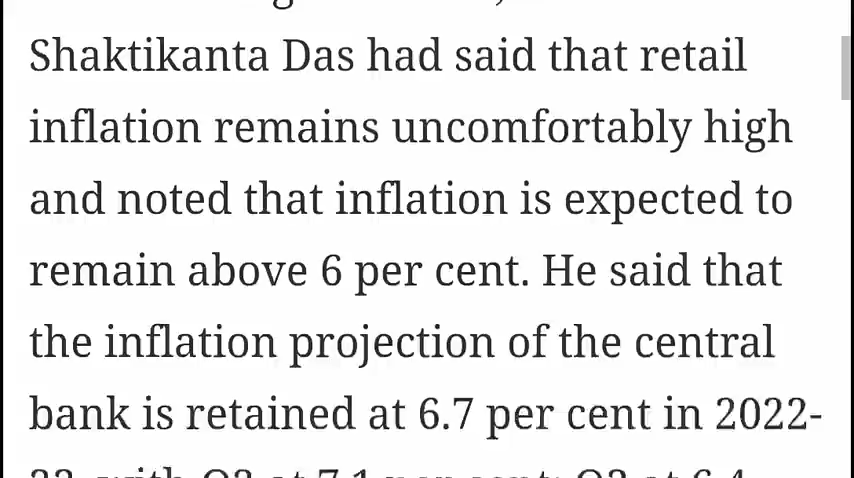 Shaktikanta Das had said that retail
inflation remains uncomfortably high
and noted that inflation is expected to
remain above 6 per cent. He said that
the inflation projection of the central
bank is retained at 6.7 per cent in 2022-